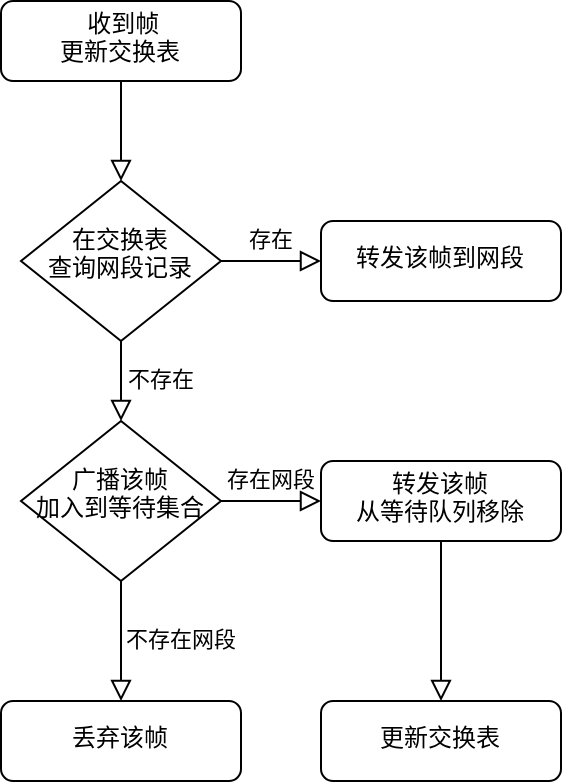 收到帧
更新交换表
在交换表
查询网段记录
存在
转发该帧到网段
不存在
广播该帧
加入到等待集合
存在网段
转发该帧
从等待队列移除
不存在网段
丢弃该帧
更新交换表